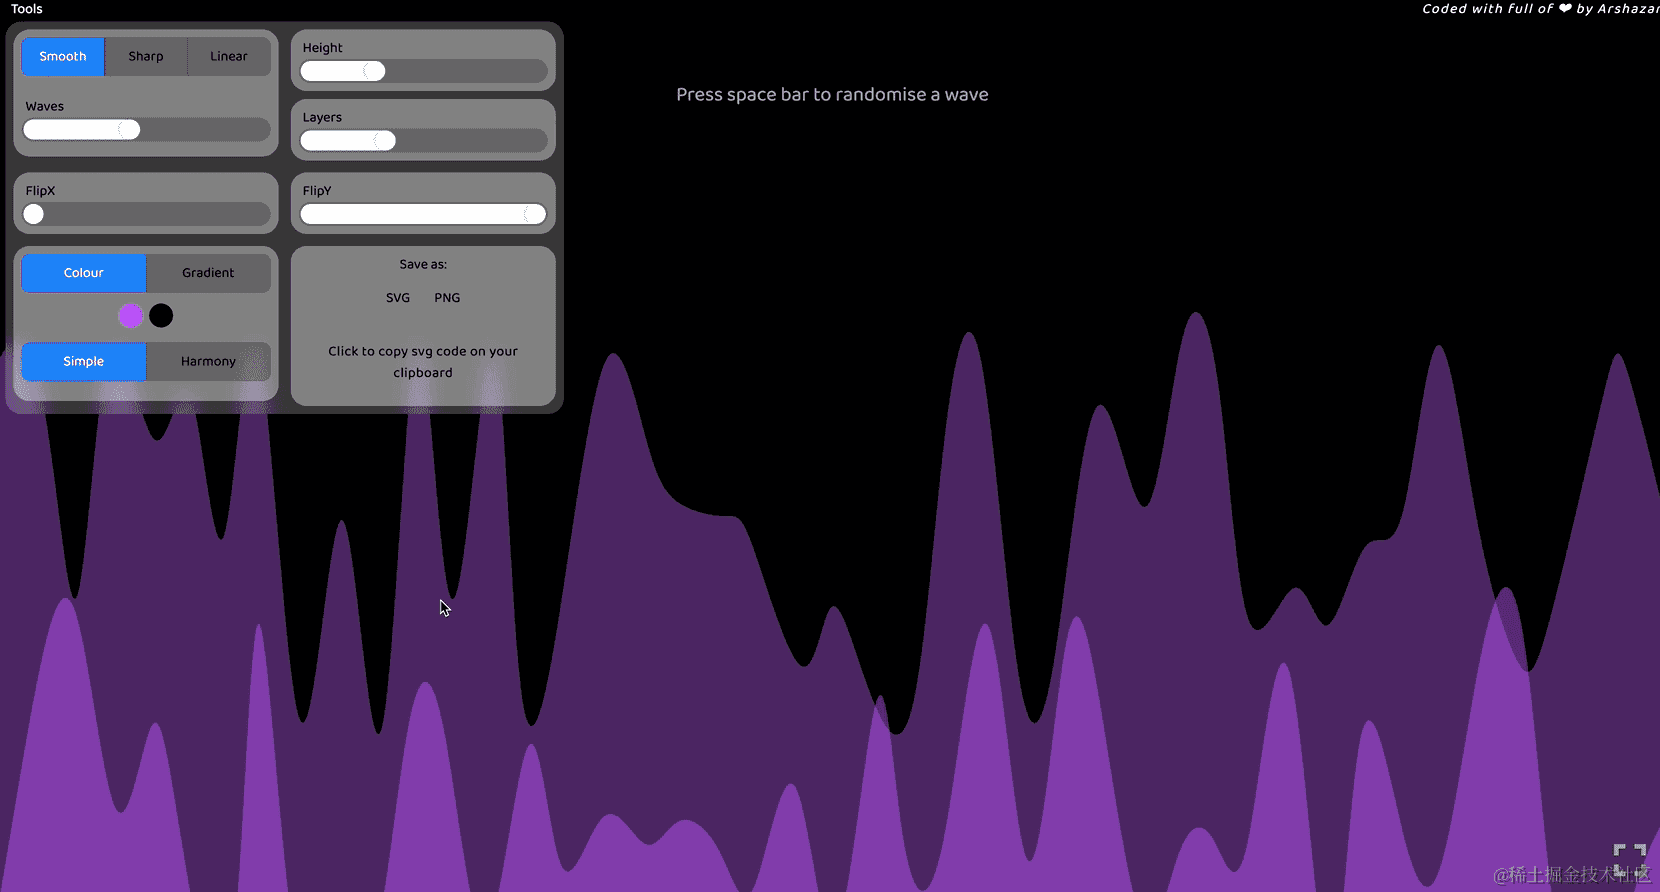 Tools
Coded with full of ❤ by Arshazar
Smooth
Sharp
Linear
Height
Press space bar to randomise a wave
Waves
Layers
FlipX
FlipY
Colour
Gradient
Save as:
SVG
PNG
Simple
Harmony
Click to copy svg code on your
clipboard
@稀土掘金技术社区